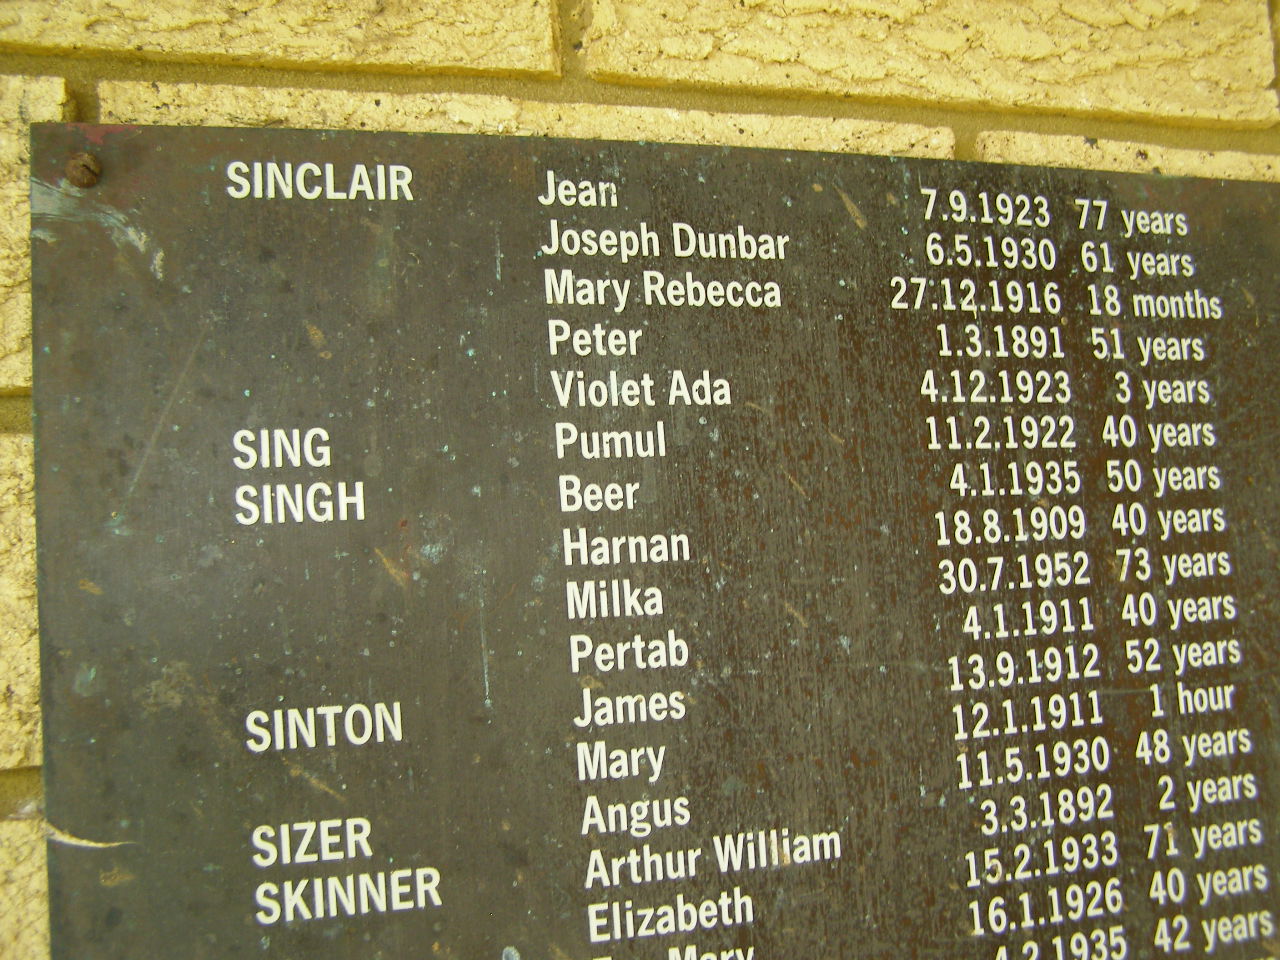 SINCLAIR Jean 7.9.1923 77 years
Joseph Dunbar 6.5.1930 61 years
Mary Rebecca 27.12.1916 18 months
Peter 1.3.1891 51 years
Violet Ada 4.12.1923 3 years
SING Pumul 11.2.1922 40 years
SINGH Beer 4.1.1935 50 years
Harnan 18.8.1909 40 years
Milka 30.7.1952 73 years
Pertab 4.1.1911 40 years
SINTON James 13.9.1912 52 years
Mary 12.1.1911 1 hour
SIZER Angus 11.5.1930 48 years
SKINNER Arthur William 3.3.1892 2 years
Elizabeth 15.2.1933 71 years
Mary 16.1.1926 40 years
4.2.1935 42 years